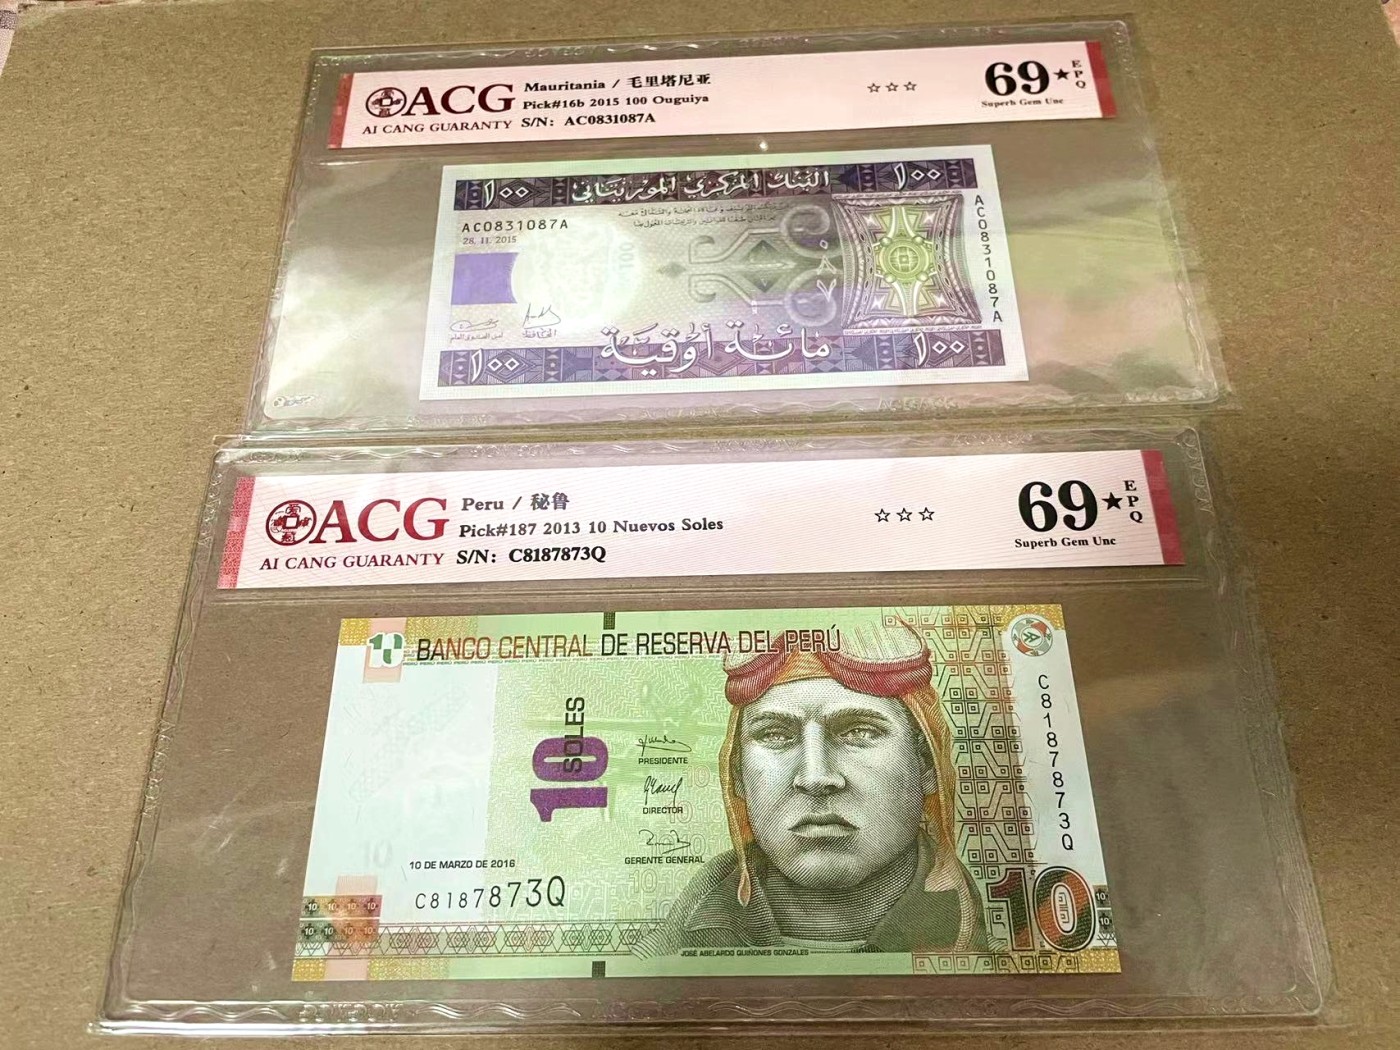 ACG
AI CANG GUARANTY
Mauritania / 毛里塔尼亚
Pick#16b 2015 100 Ouguiya
S/N: AC0831087A
☆☆☆
69★
EPQ
Superb Gem Unc
١٠٠
البنك المركزي الموريتاني
١٠٠
AC0831087A
28. 11. 2015
AC0831087A
100
١٠٠
مائة أوقية
١٠٠
ACG
AI CANG GUARANTY
Peru / 秘鲁
Pick#187 2013 10 Nuevos Soles
S/N: C8187873Q
☆☆☆
69★
EPQ
Superb Gem Unc
10
BANCO CENTRAL DE RESERVA DEL PERÚ
10 SOLES
PRESIDENTE
DIRECTOR
GERENTE GENERAL
C8187873Q
10 DE MARZO DE 2016
C8187873Q
10
JOSÉ ABELARDO QUIÑONES GONZALES